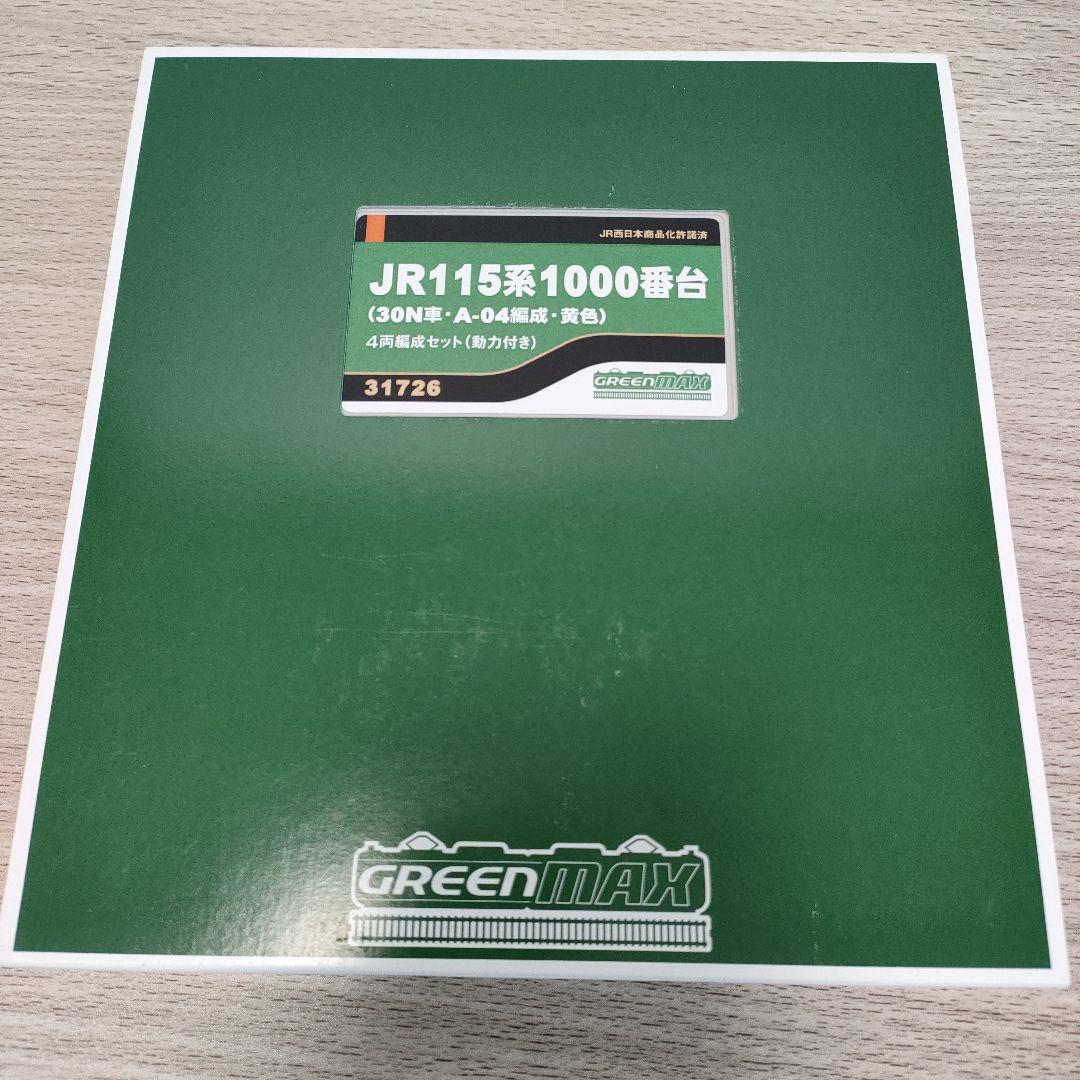 JR西日本商品化許諾済
JR115系1000番台
(30N車・A-04編成・黄色)
4両編成セット(動力付き)
31726
GREENMAX
GREENMAX